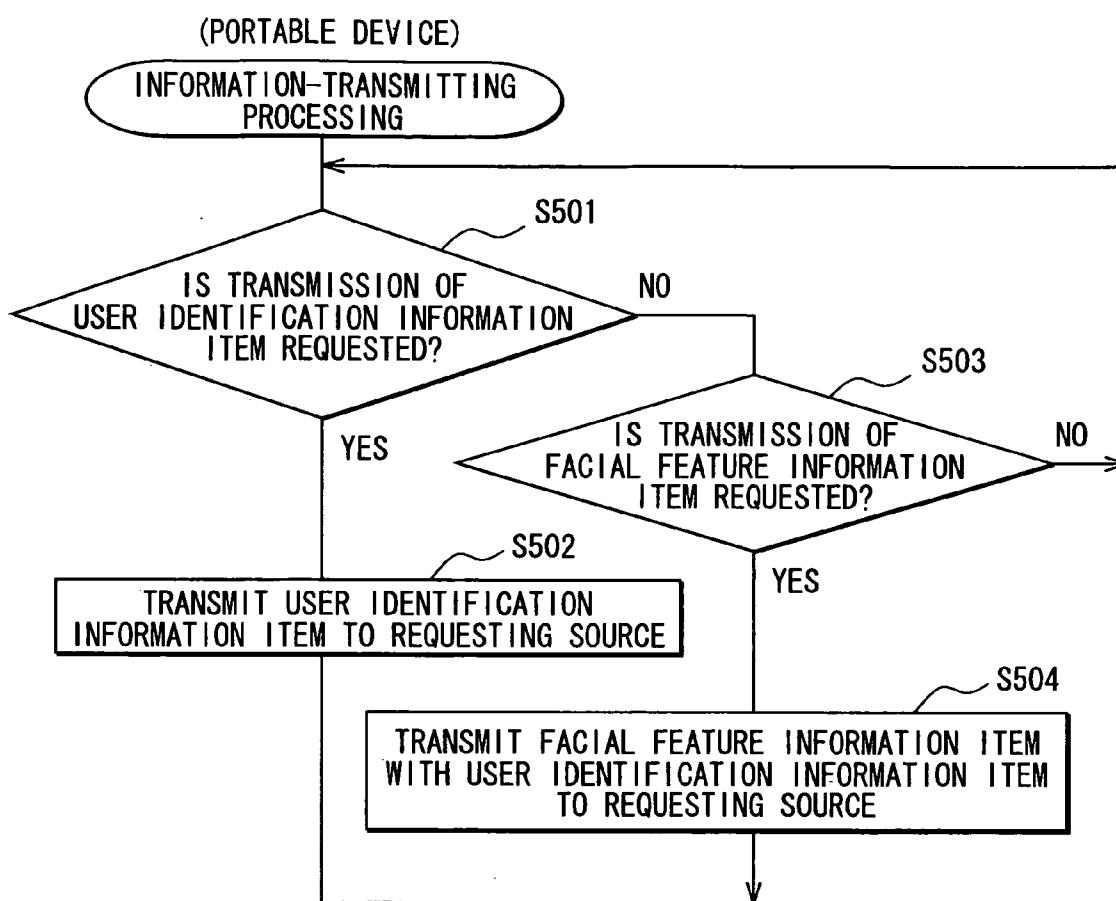 (PORTABLE DEVICE)
INFORMATION-TRANSMITTING
PROCESSING
S501
IS TRANSMISSION OF
USER IDENTIFICATION INFORMATION
ITEM REQUESTED?
NO
YES
S503
IS TRANSMISSION OF
FACIAL FEATURE INFORMATION
ITEM REQUESTED?
NO
YES
S502
TRANSMIT USER IDENTIFICATION
INFORMATION ITEM TO REQUESTING SOURCE
S504
TRANSMIT FACIAL FEATURE INFORMATION ITEM
WITH USER IDENTIFICATION INFORMATION ITEM
TO REQUESTING SOURCE